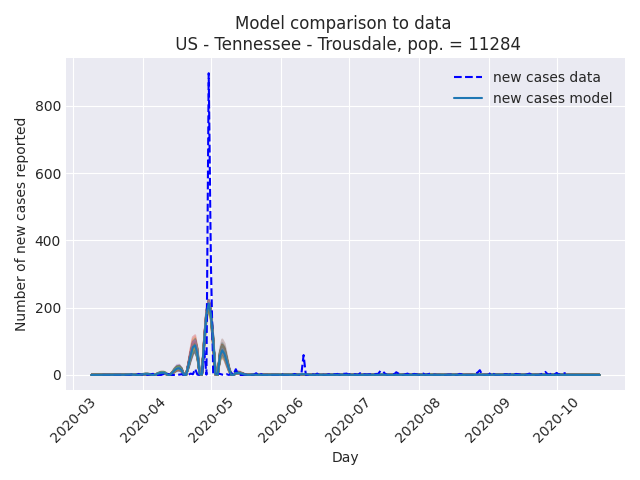 Model comparison to data
US - Tennessee - Trousdale, pop. = 11284
new cases data
new cases model
Number of new cases reported
800
600
400
200
0
2020-03
2020-04
2020-05
2020-06
2020-07
2020-08
2020-09
2020-10
Day